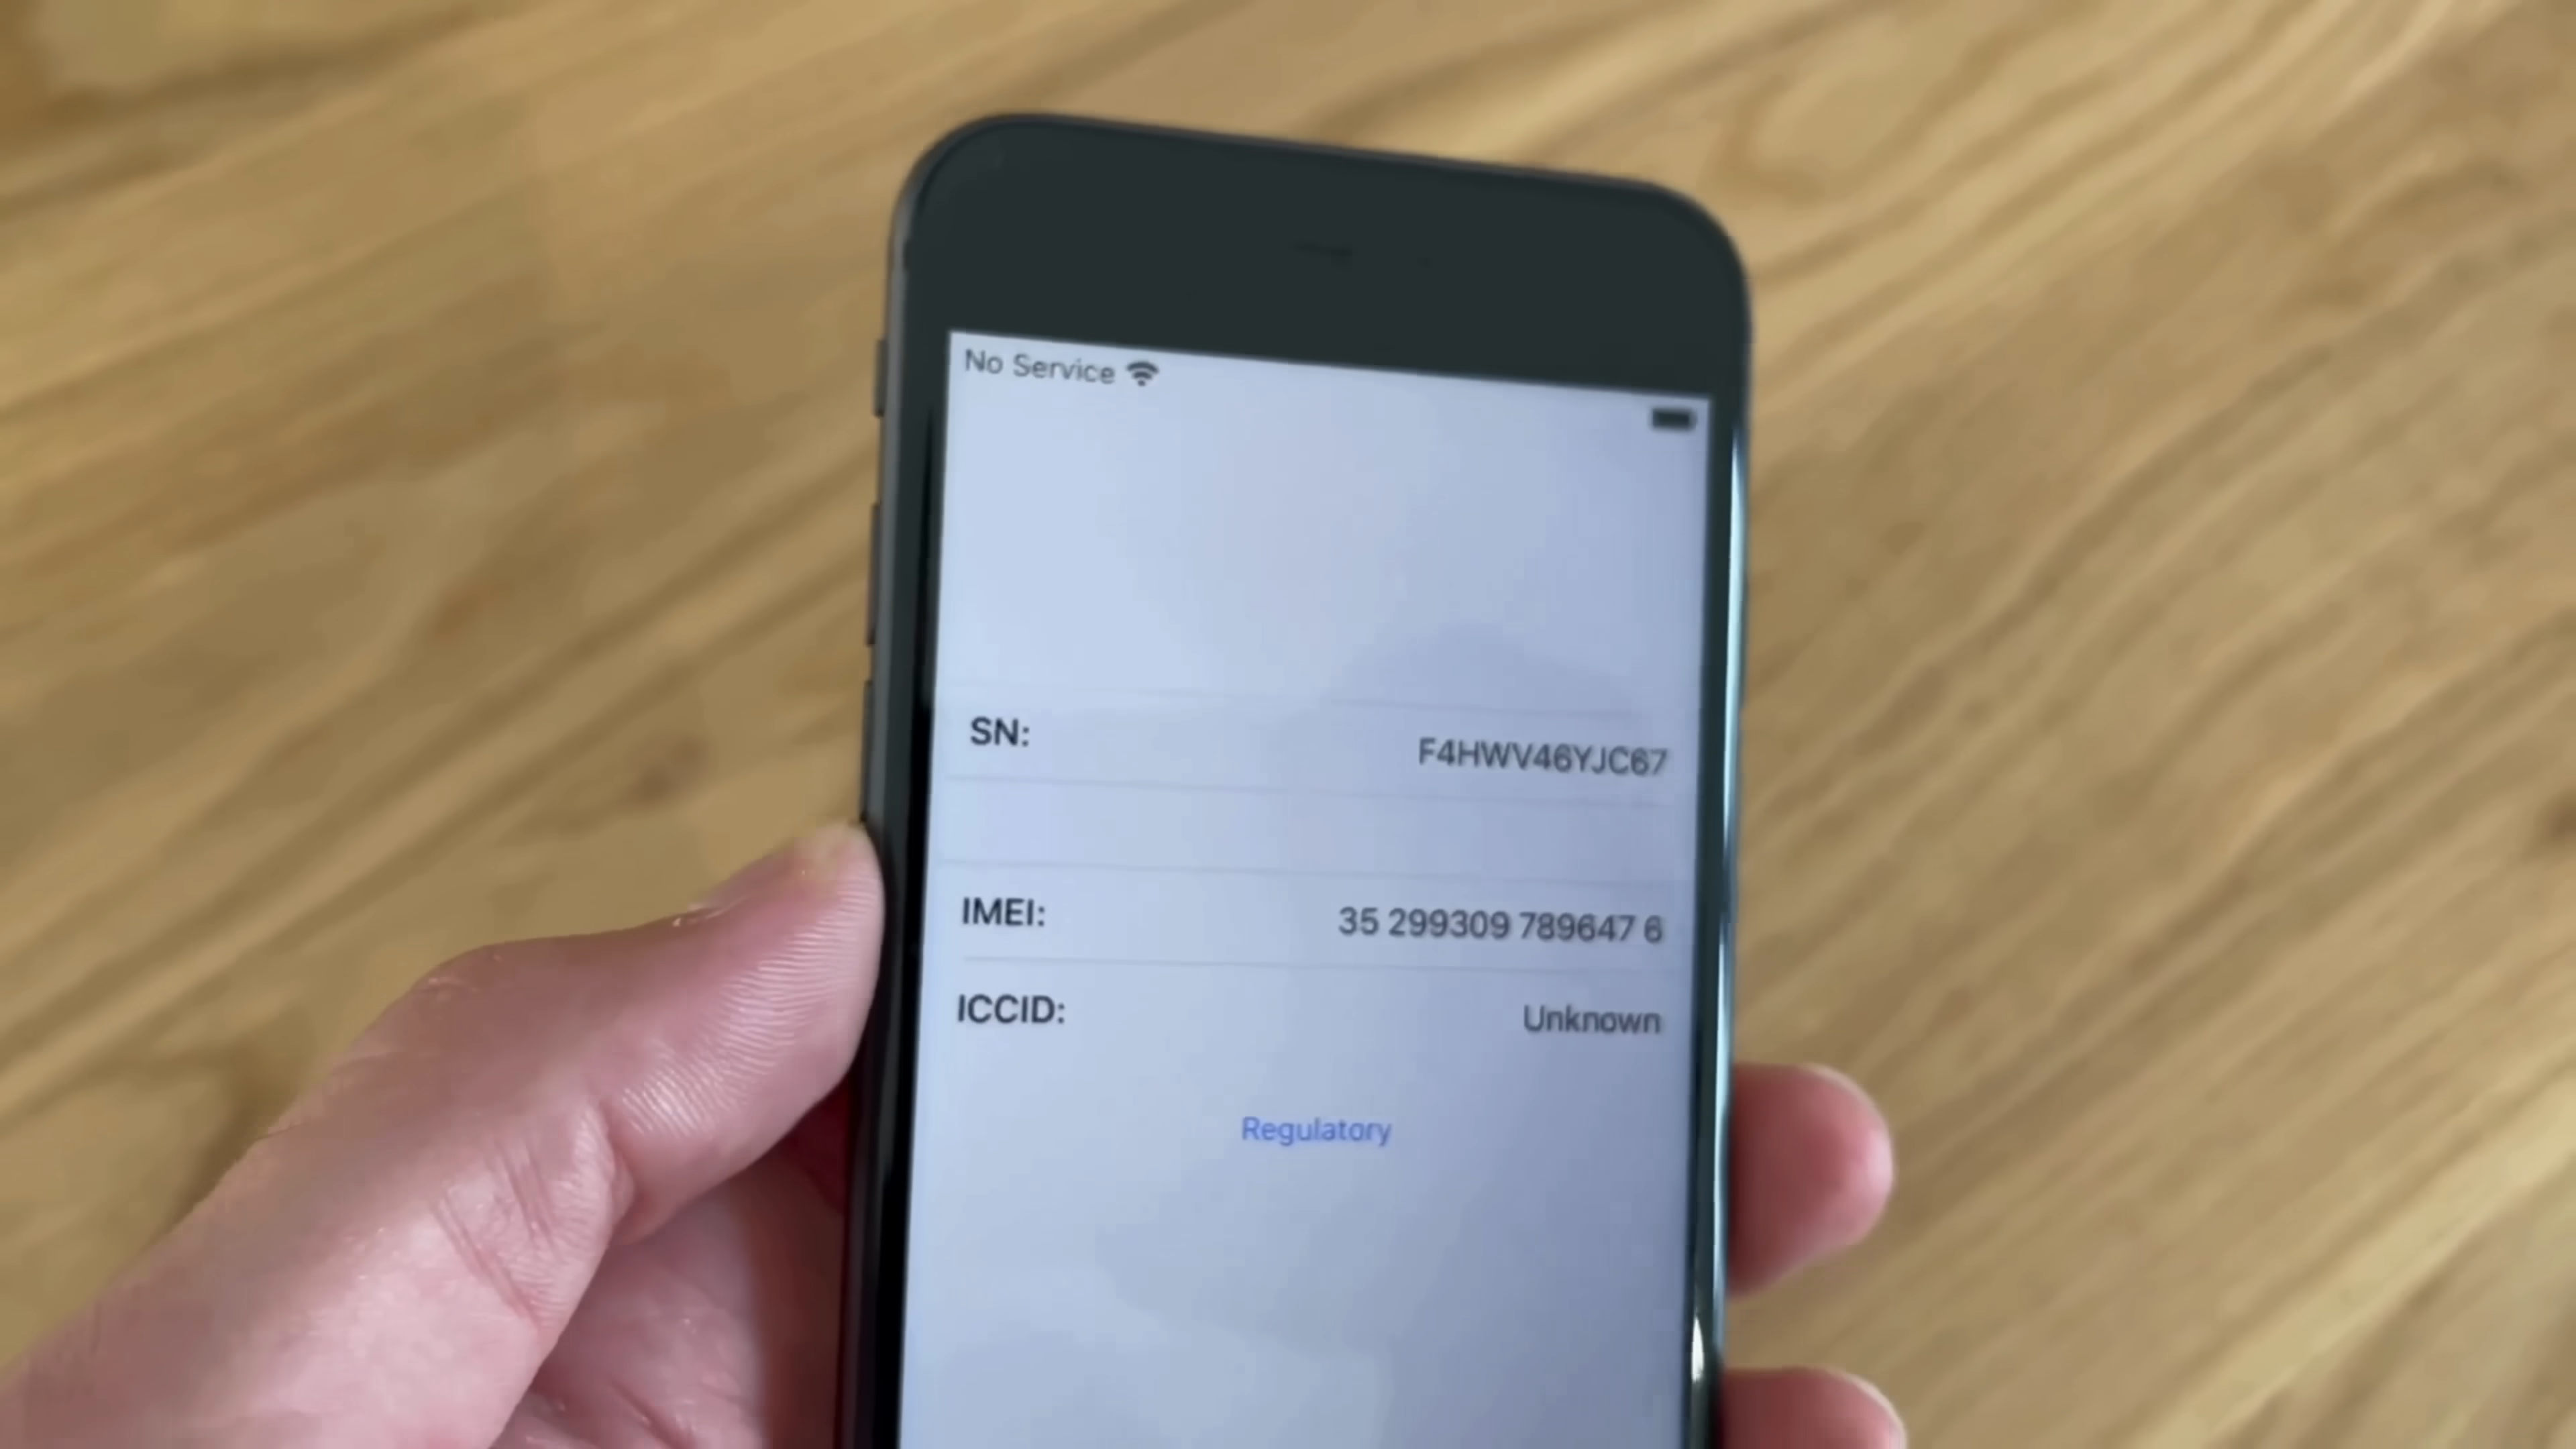 No Service
SN: F4HWV46YJC67
IMEI: 35 299309 789647 6
ICCID: Unknown
Regulatory